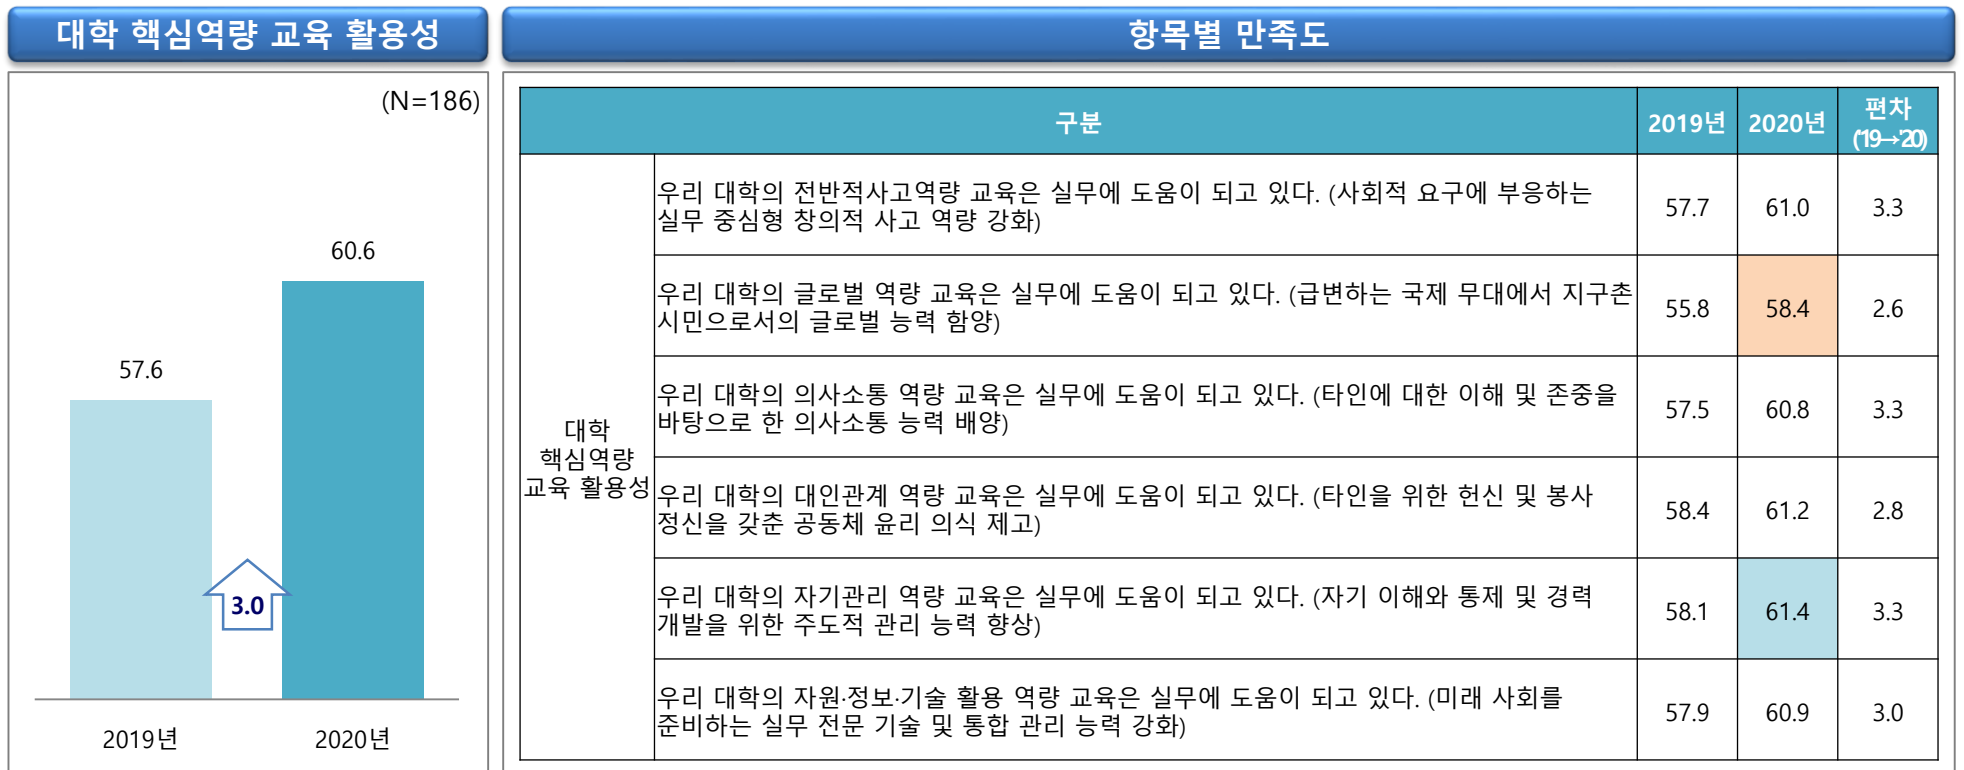 대학 핵심역량 교육 활용성
(N=186)
57.6
60.6
3.0
2019년
2020년
항목별 만족도
구분
2019년
2020년
편차
('19→'20)
대학
핵심역량
교육 활용성
우리 대학의 전반적사고역량 교육은 실무에 도움이 되고 있다. (사회적 요구에 부응하는
실무 중심형 창의적 사고 역량 강화)
57.7
61.0
3.3
우리 대학의 글로벌 역량 교육은 실무에 도움이 되고 있다. (급변하는 국제 무대에서 지구촌
시민으로서의 글로벌 능력 함양)
55.8
58.4
2.6
우리 대학의 의사소통 역량 교육은 실무에 도움이 되고 있다. (타인에 대한 이해 및 존중을
바탕으로 한 의사소통 능력 배양)
57.5
60.8
3.3
우리 대학의 대인관계 역량 교육은 실무에 도움이 되고 있다. (타인을 위한 헌신 및 봉사
정신을 갖춘 공동체 윤리 의식 제고)
58.4
61.2
2.8
우리 대학의 자기관리 역량 교육은 실무에 도움이 되고 있다. (자기 이해와 통제 및 경력
개발을 위한 주도적 관리 능력 향상)
58.1
61.4
3.3
우리 대학의 자원·정보·기술 활용 역량 교육은 실무에 도움이 되고 있다. (미래 사회를
준비하는 실무 전문 기술 및 통합 관리 능력 강화)
57.9
60.9
3.0